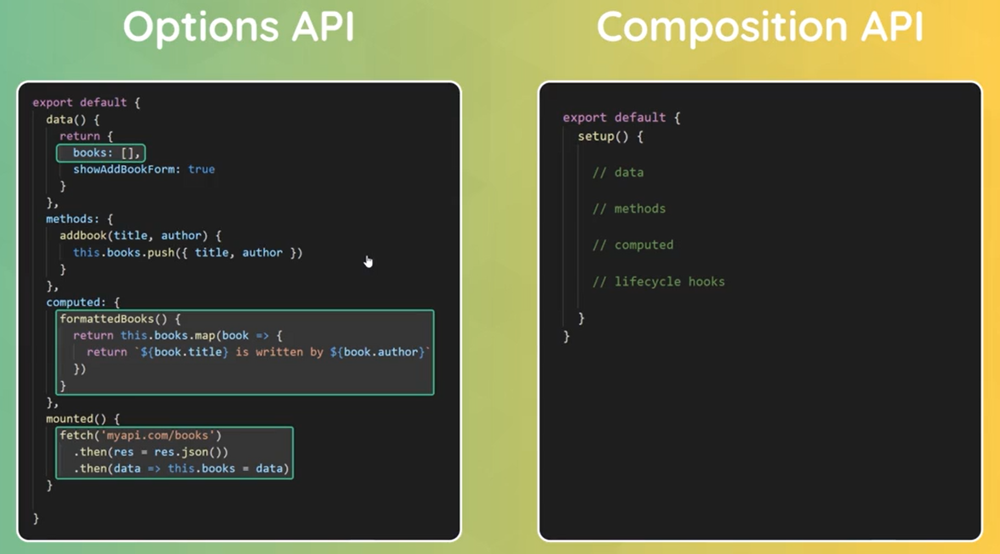 Options API
export default {
data() {
return {
books: [],
showAddBookForm: true
}
},
methods: {
addbook(title, author) {
this.books.push({ title, author })
}
},
computed: {
formattedBooks() {
return this.books.map(book => {
return `${book.title} is written by ${book.author}`
})
}
},
mounted() {
fetch('myapi.com/books')
.then(res = res.json())
.then(data => this.books = data)
}
}
Composition API
export default {
setup() {
// data
// methods
// computed
// lifecycle hooks
}
}